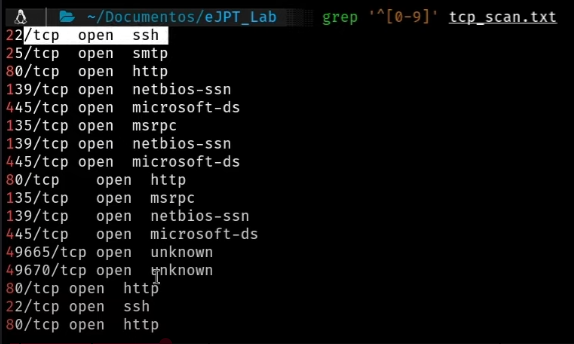 ~/Documentos/eJPT_Lab grep '^[0-9]' tcp_scan.txt
22/tcp open ssh
25/tcp open smtp
80/tcp open http
139/tcp open netbios-ssn
445/tcp open microsoft-ds
135/tcp open msrpc
139/tcp open netbios-ssn
445/tcp open microsoft-ds
80/tcp open http
135/tcp open msrpc
139/tcp open netbios-ssn
445/tcp open microsoft-ds
49665/tcp open unknown
49670/tcp open unknown
80/tcp open http
22/tcp open ssh
80/tcp open http